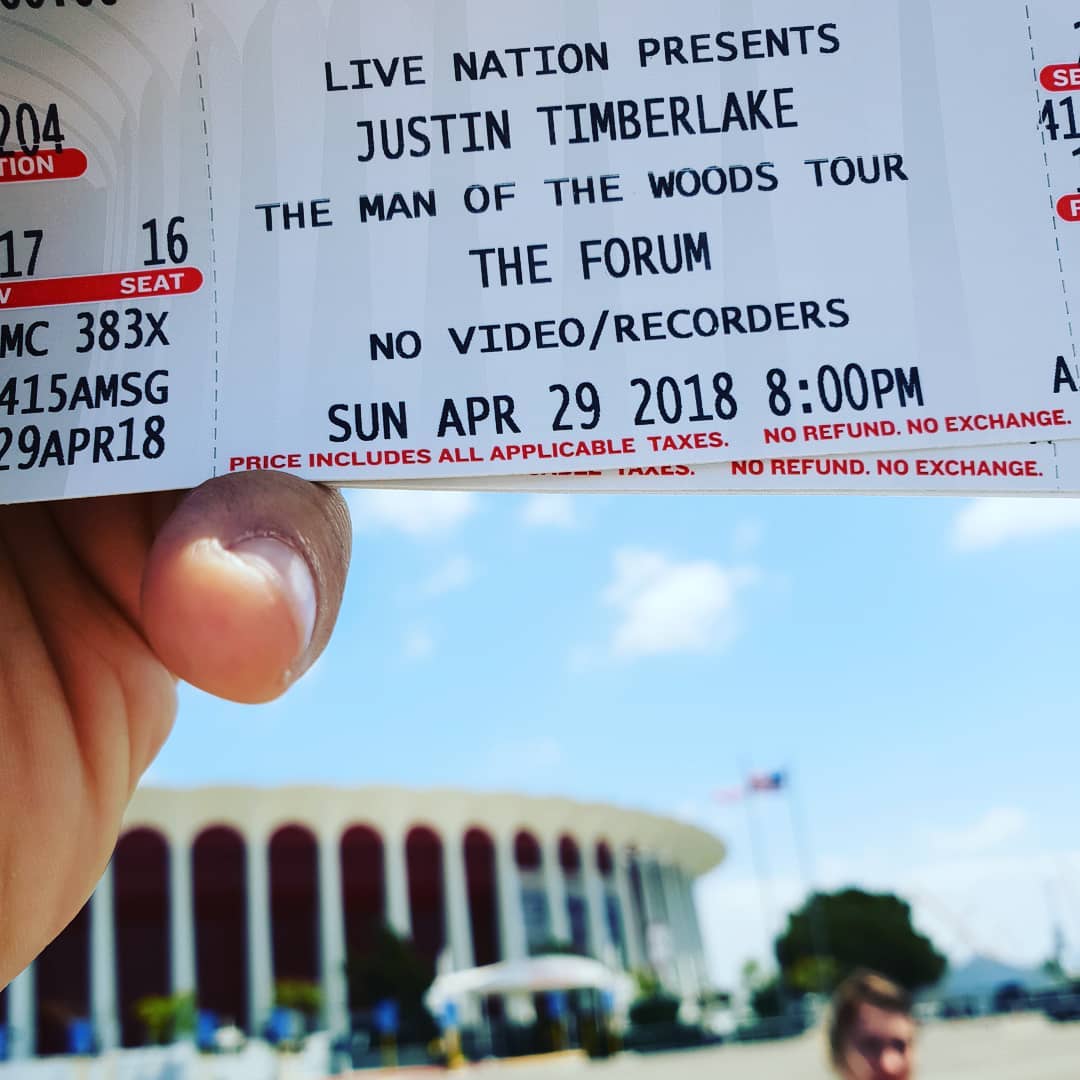 204
17 16
SEAT
MC 383X
415AMSG
29APR18
LIVE NATION PRESENTS
JUSTIN TIMBERLAKE
THE MAN OF THE WOODS TOUR
THE FORUM
NO VIDEO/RECORDERS
SUN APR 29 2018 8:00PM
PRICE INCLUDES ALL APPLICABLE TAXES. NO REFUND. NO EXCHANGE.
TAXES. NO REFUND. NO EXCHANGE.